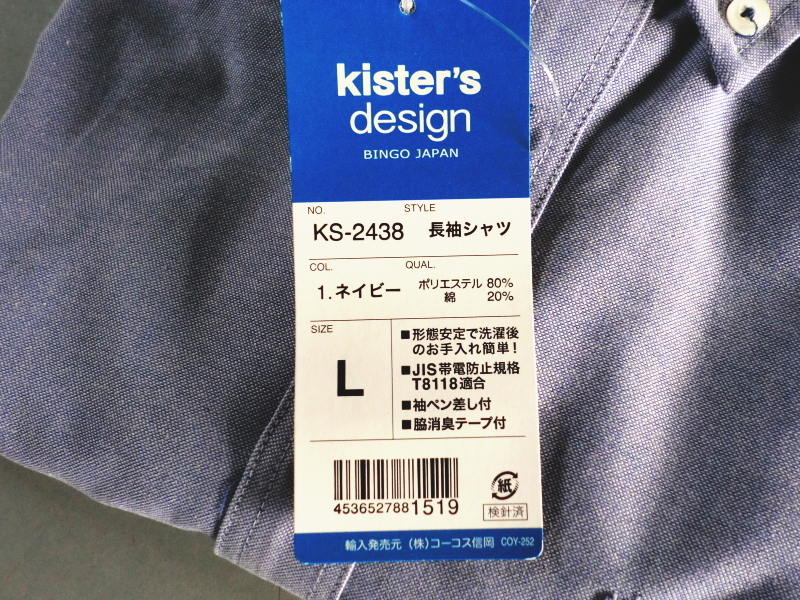 kister's
design
BINGO JAPAN
NO. STYLE
KS-2438 長袖シャツ
COL. QUAL.
1.ネイビー ポリエステル 80%
綿 20%
SIZE
L
■形態安定で洗濯後
のお手入れ簡単！
■JIS帯電防止規格
T8118適合
■袖ペン差し付
■脇消臭テープ付
4536527881519
紙
検針済
輸入発売元 (株)コーコス信岡 COY-252